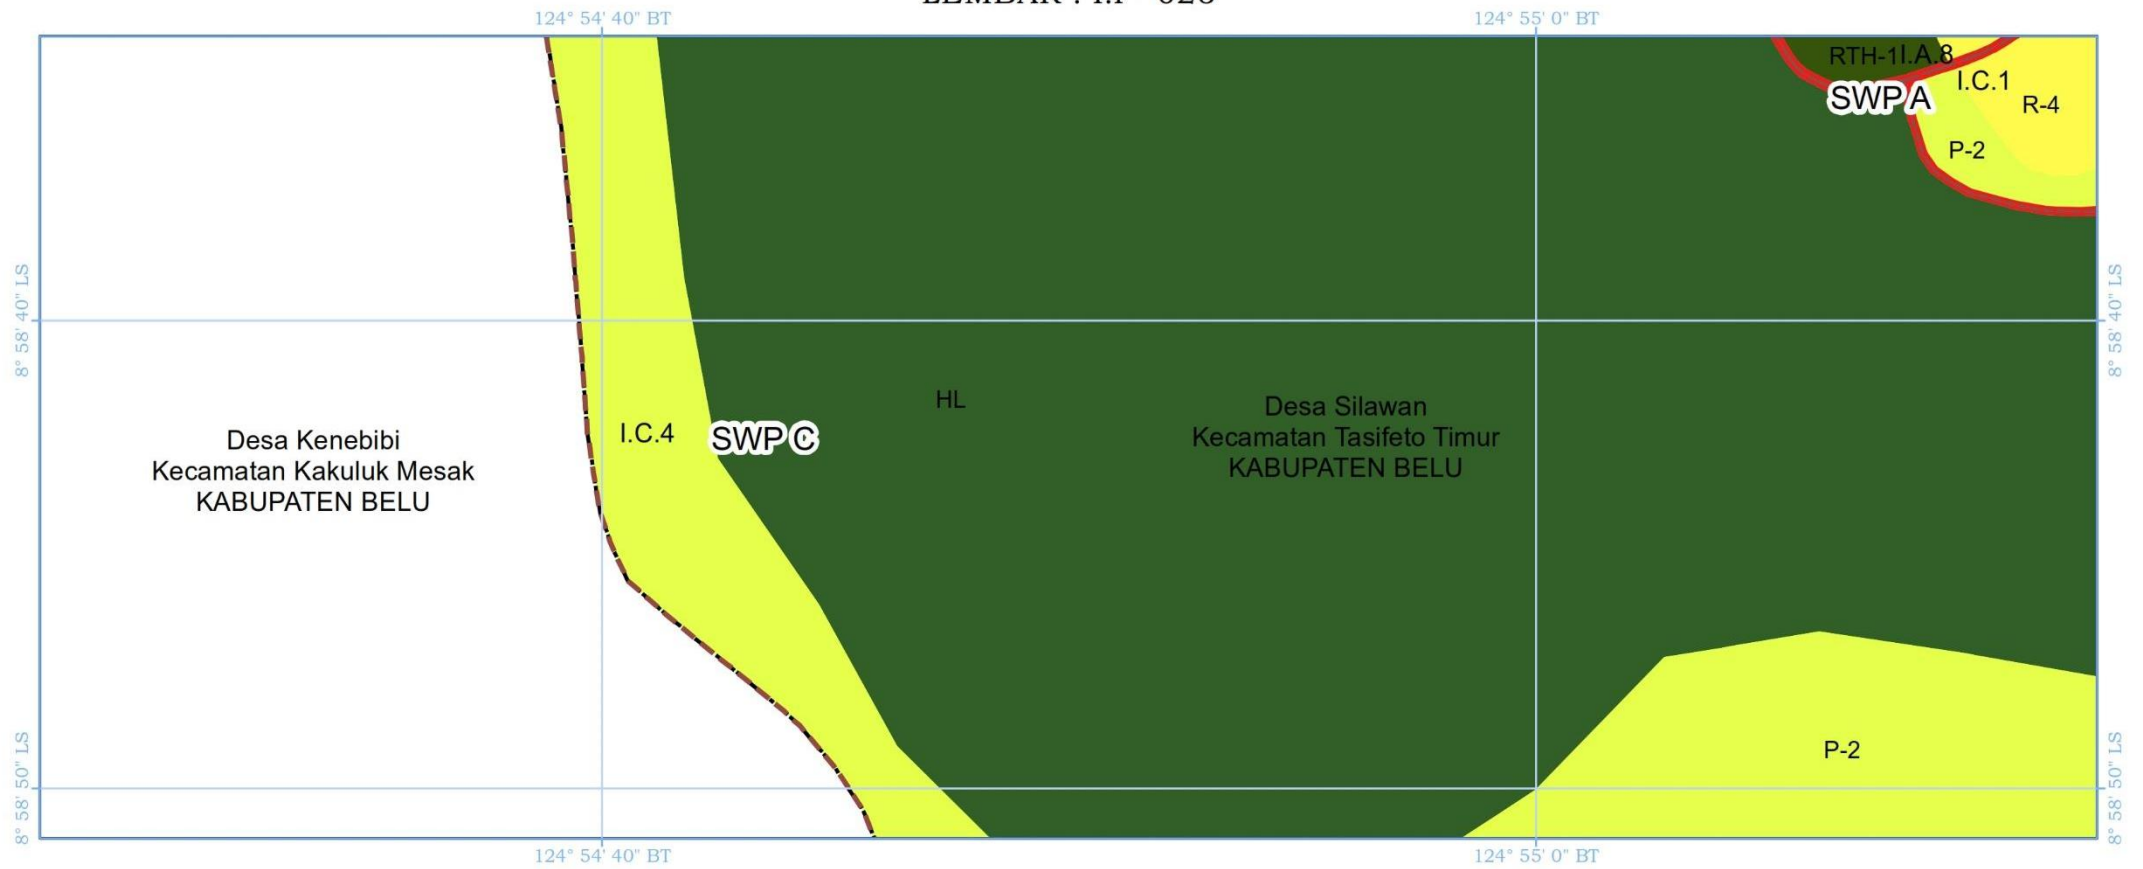 124° 54' 40" BT
124° 55' 0" BT
RTH-1
I.A.8
I.C.1
SWP A
R-4
P-2
8° 58' 40" LS
8° 58' 40" LS
HL
Desa Silawan
Kecamatan Tasifeto Timur
KABUPATEN BELU
I.C.4
SWP C
Desa Kenebibi
Kecamatan Kakuluk Mesak
KABUPATEN BELU
P-2
8° 58' 50" LS
8° 58' 50" LS
124° 54' 40" BT
124° 55' 0" BT